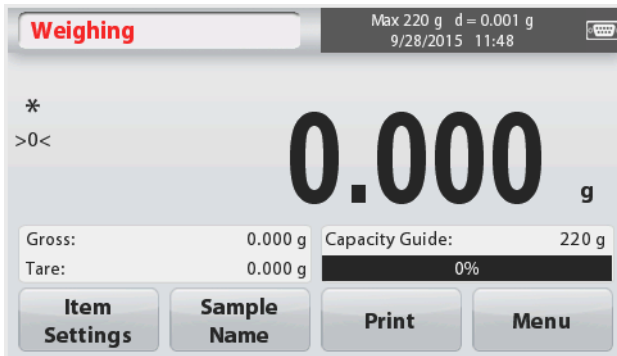 Weighing
Max 220 g d = 0.001 g
9/28/2015 11:48
*
>0<
0.000 g
Gross: 0.000 g
Tare: 0.000 g
Capacity Guide: 220 g
0%
Item Settings
Sample Name
Print
Menu